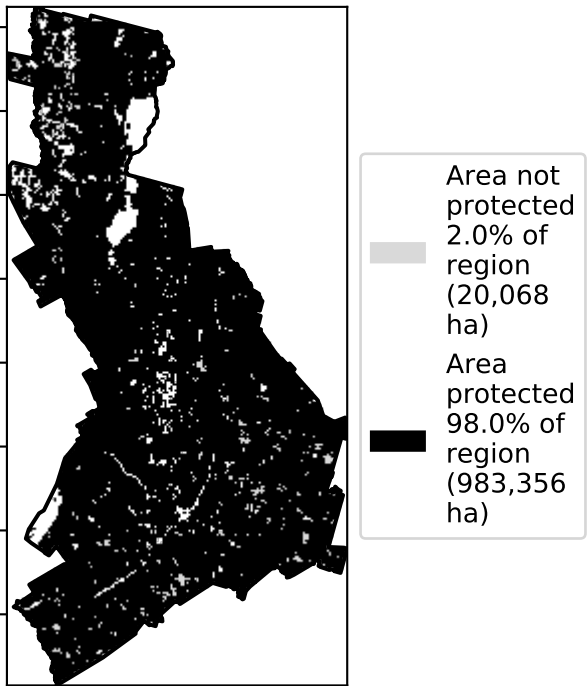 Area not
protected
2.0% of
region
(20,068
ha)
Area
protected
98.0% of
region
(983,356
ha)